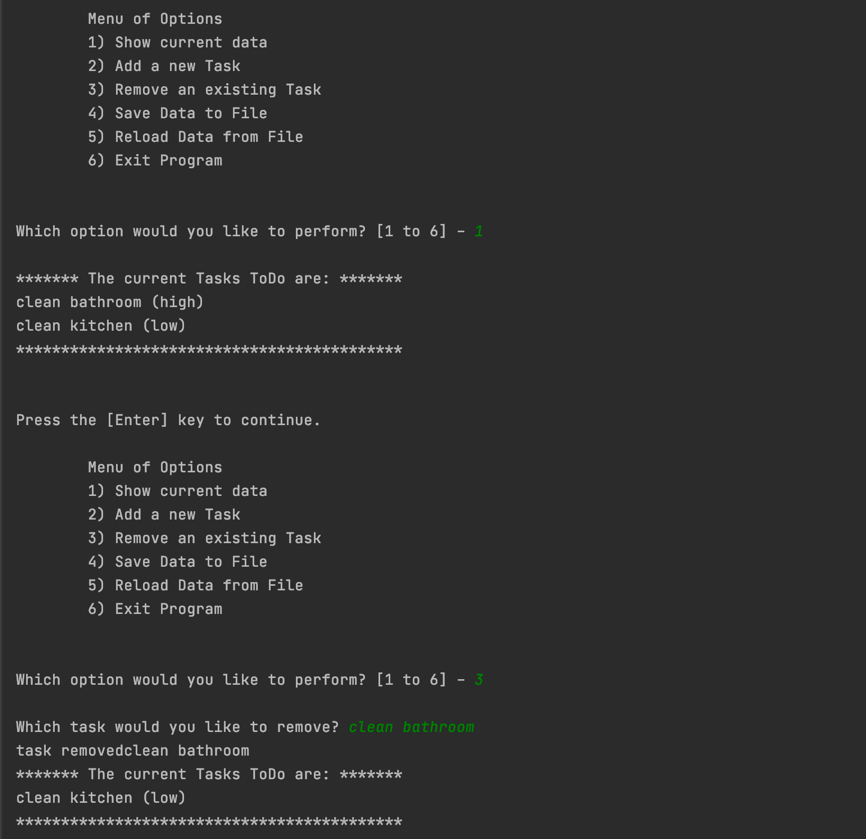 Menu of Options
1) Show current data
2) Add a new Task
3) Remove an existing Task
4) Save Data to File
5) Reload Data from File
6) Exit Program
Which option would you like to perform? [1 to 6] - 1
******* The current Tasks ToDo are: *******
clean bathroom (high)
clean kitchen (low)
*******************************************
Press the [Enter] key to continue.
Menu of Options
1) Show current data
2) Add a new Task
3) Remove an existing Task
4) Save Data to File
5) Reload Data from File
6) Exit Program
Which option would you like to perform? [1 to 6] - 3
Which task would you like to remove? clean bathroom
task removedclean bathroom
******* The current Tasks ToDo are: *******
clean kitchen (low)
*******************************************